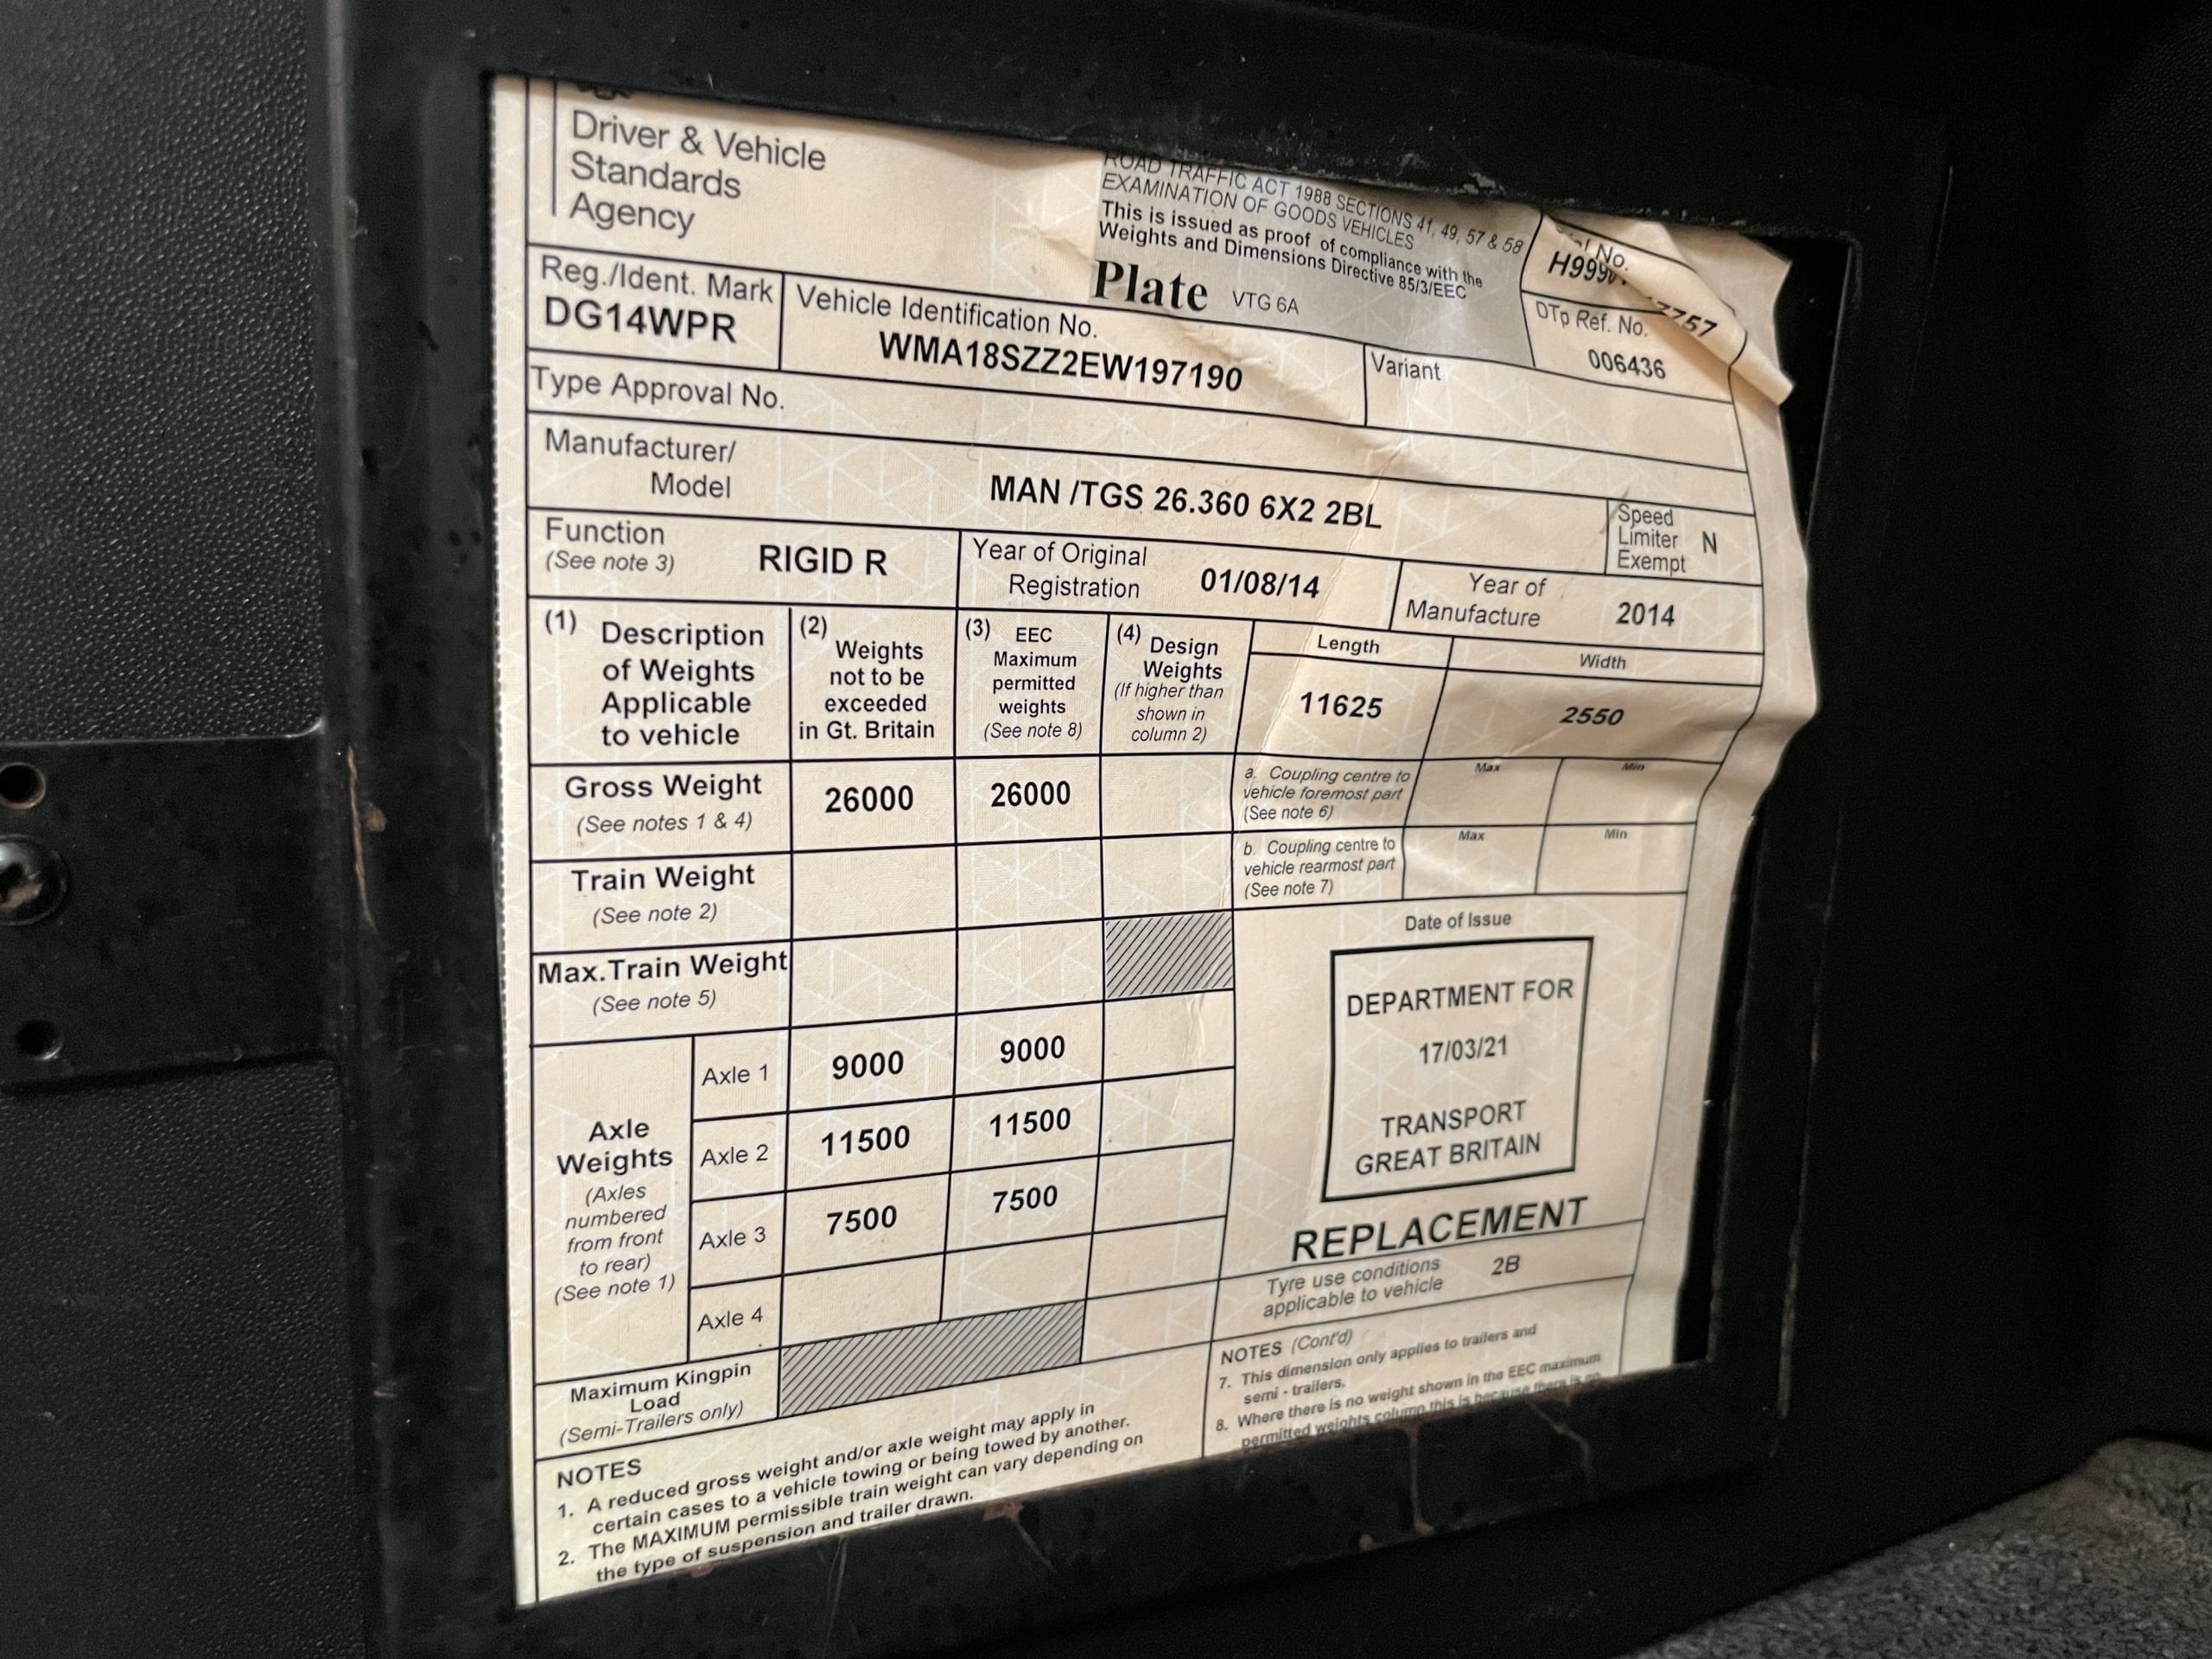 Driver & Vehicle
Standards
Agency
ROAD TRAFFIC ACT 1988 SECTIONS 41, 49, 57 & 58
EXAMINATION OF GOODS VEHICLES
This is issued as proof of compliance with the
Weights and Dimensions Directive 85/3/EEC
Plate VTG 6A
No.
DTp Ref. No.
006436
Reg./Ident. Mark
DG14WPR
Vehicle Identification No.
WMA18SZZ2EW197190
Variant
Type Approval No.
Manufacturer/
Model
MAN /TGS 26.360 6X2 2BL
Speed
Limiter
Exempt
N
Function
(See note 3)
RIGID R
Year of Original
Registration
01/08/14
Year of
Manufacture
2014
(1) Description
of Weights
Applicable
to vehicle
(2) Weights
not to be
exceeded
in Gt. Britain
(3) EEC
Maximum
permitted
weights
(See note 8)
(4) Design
Weights
(If higher than
shown in
column 2)
Length
11625
Width
2550
Gross Weight
(See notes 1 & 4)
26000
26000
a. Coupling centre to
vehicle foremost part
(See note 6)
Max
Min
Train Weight
(See note 2)
b. Coupling centre to
vehicle rearmost part
(See note 7)
Max
Min
Max.Train Weight
(See note 5)
Date of Issue
DEPARTMENT FOR
17/03/21
TRANSPORT
GREAT BRITAIN
REPLACEMENT
Axle
Weights
(Axles
numbered
from front
to rear)
(See note 1)
Axle 1
9000
9000
Axle 2
11500
11500
Axle 3
7500
7500
Axle 4
Tyre use conditions
applicable to vehicle
2B
Maximum Kingpin
Load
(Semi-Trailers only)
NOTES
1. A reduced gross weight and/or axle weight may apply in
certain cases to a vehicle towing or being towed by another.
2. The MAXIMUM permissible train weight can vary depending on
the type of suspension and trailer drawn.
NOTES (Cont'd)
7. This dimension only applies to trailers and
semi - trailers.
8. Where there is no weight shown in the EEC maximum
permitted weights column this is because there is no